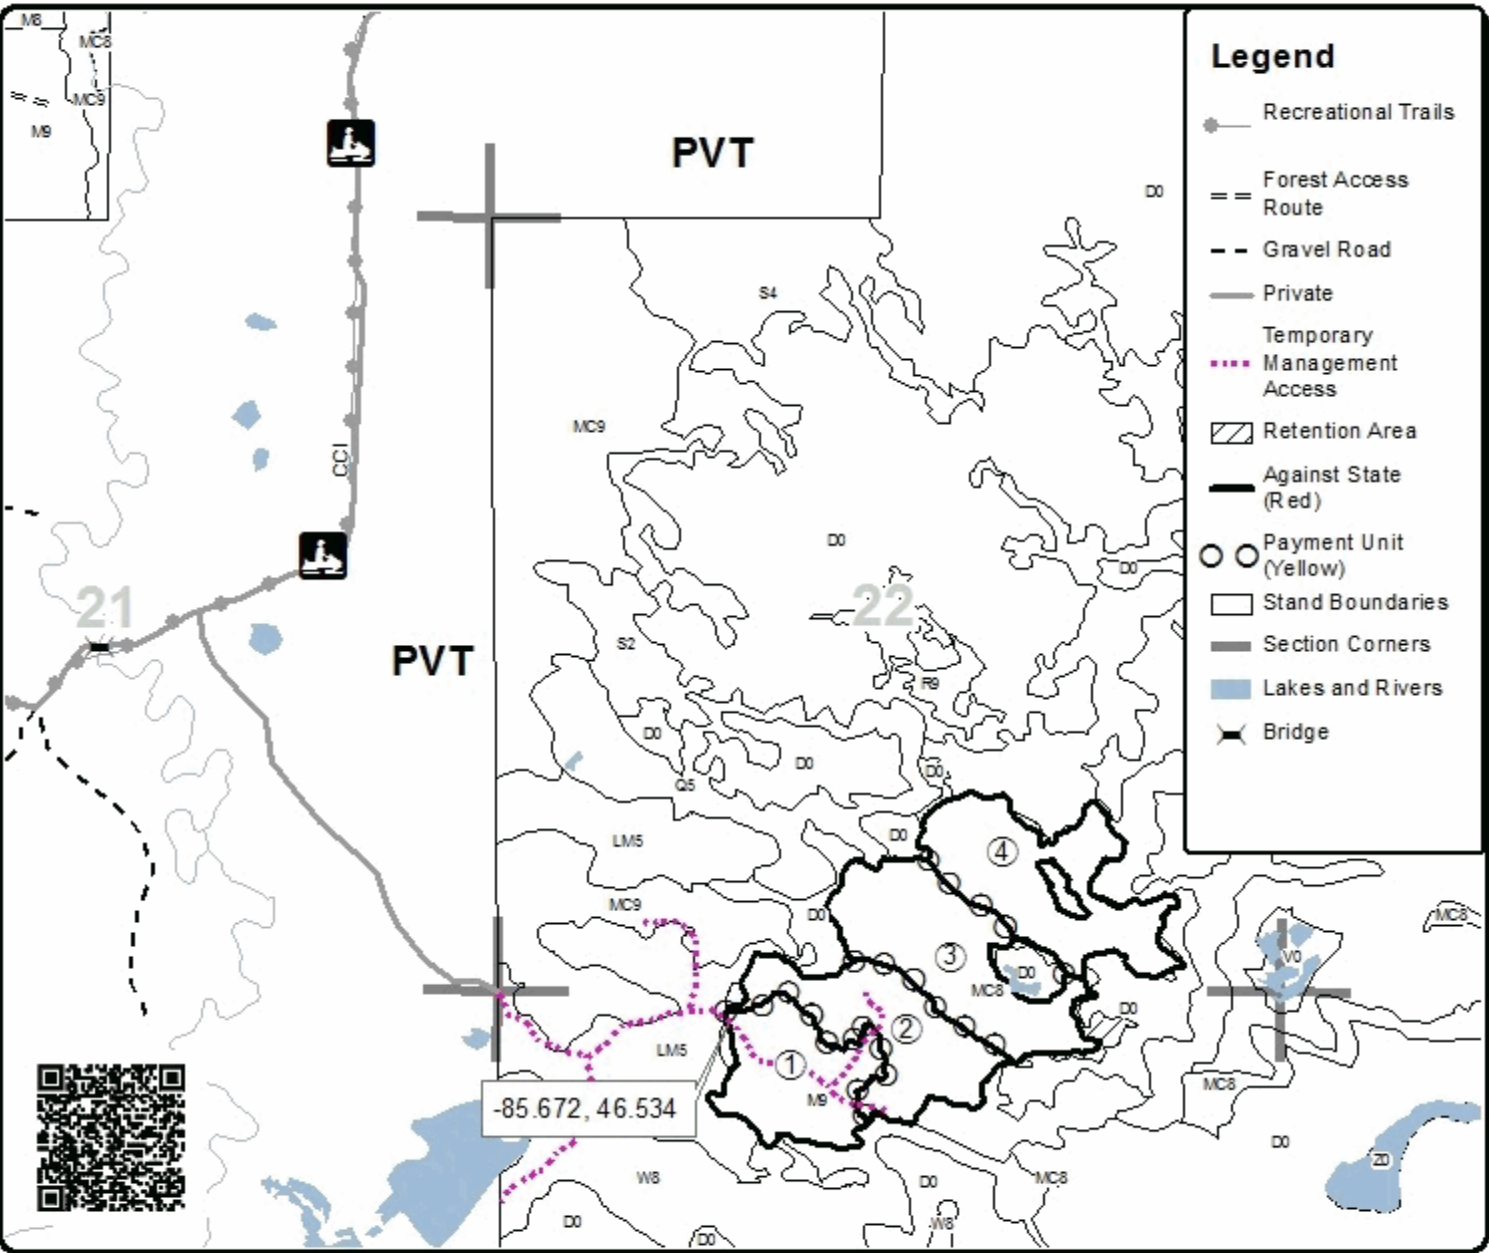 M8
MC8
MC9
M9
PVT
D0
S4
MC9
CCI
D0
D0
21
22
S2
PVT
R9
D0
D0
D0
Q5
LM5
D0
4
MC9
D0
3
D0
MC8
MC8
V0
D0
2
LM5
1
M9
MC8
-85.672, 46.534
D0
Z0
W8
D0
MC8
D0
W8
D0
Legend
Recreational Trails
Forest Access
Route
Gravel Road
Private
Temporary
Management
Access
Retention Area
Against State
(Red)
Payment Unit
(Yellow)
Stand Boundaries
Section Corners
Lakes and Rivers
Bridge